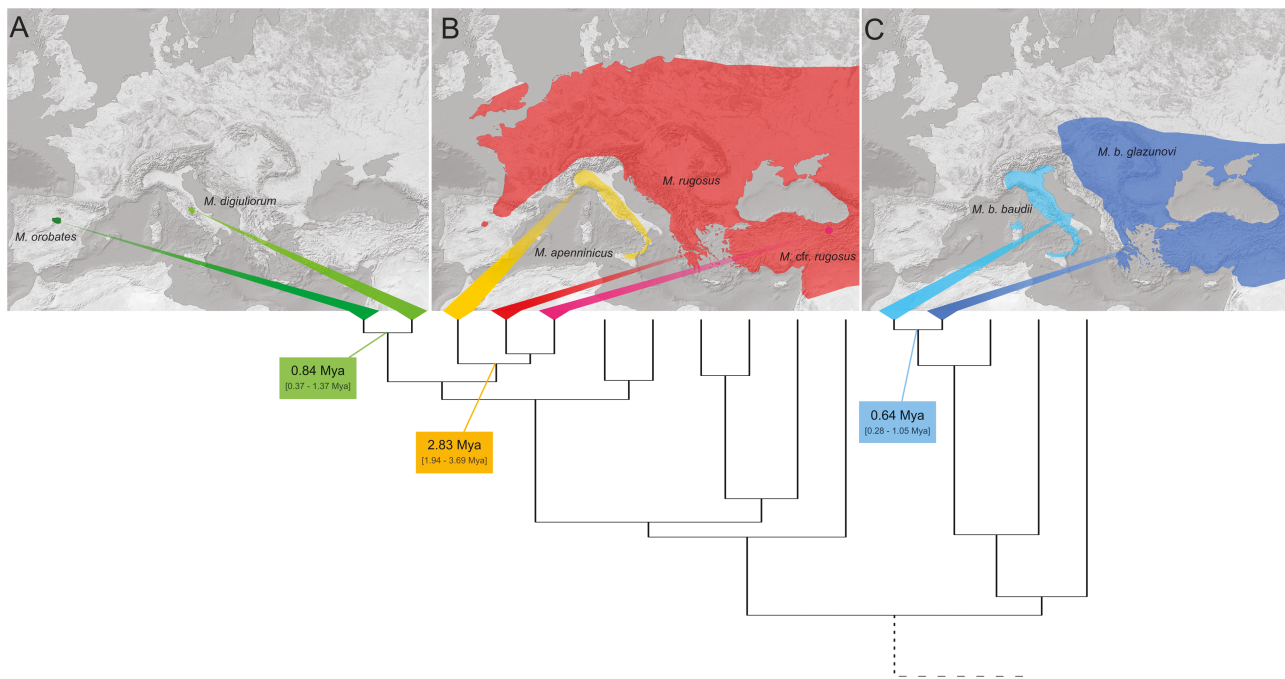 A
B
C
M. orobates
M. digiuliorum
M. rugosus
M. apenninicus
M. cfr. rugosus
M. b. glazunovi
M. b. baudii
0.84 Mya
[0.37 - 1.37 Mya]
2.83 Mya
[1.94 - 3.69 Mya]
0.64 Mya
[0.28 - 1.05 Mya]